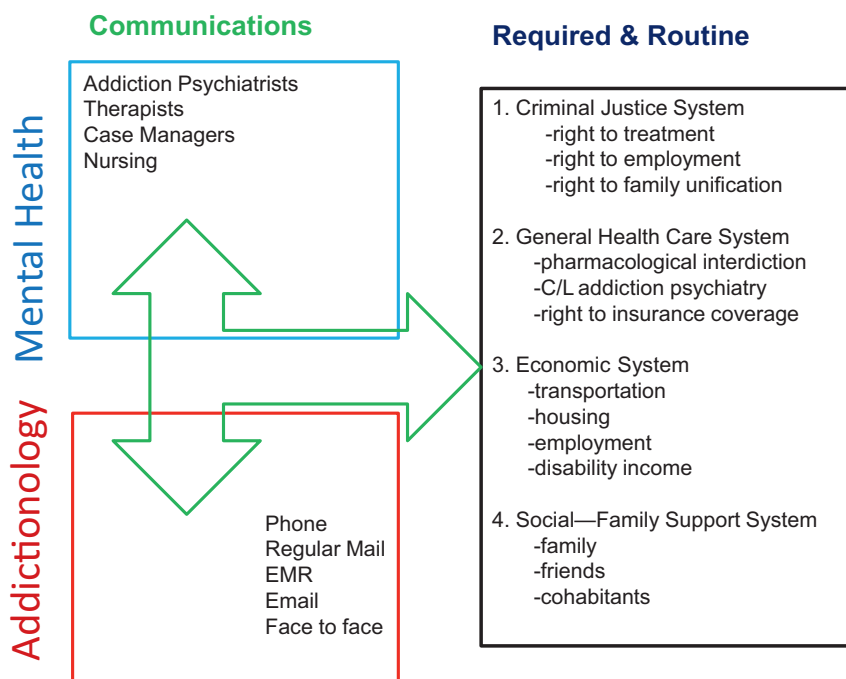 Communications
Required & Routine
Mental Health
Addiction Psychiatrists
Therapists
Case Managers
Nursing
Addictionology
Phone
Regular Mail
EMR
Email
Face to face
1. Criminal Justice System
-right to treatment
-right to employment
-right to family unification
2. General Health Care System
-pharmacological interdiction
-C/L addiction psychiatry
-right to insurance coverage
3. Economic System
-transportation
-housing
-employment
-disability income
4. Social—Family Support System
-family
-friends
-cohabitants